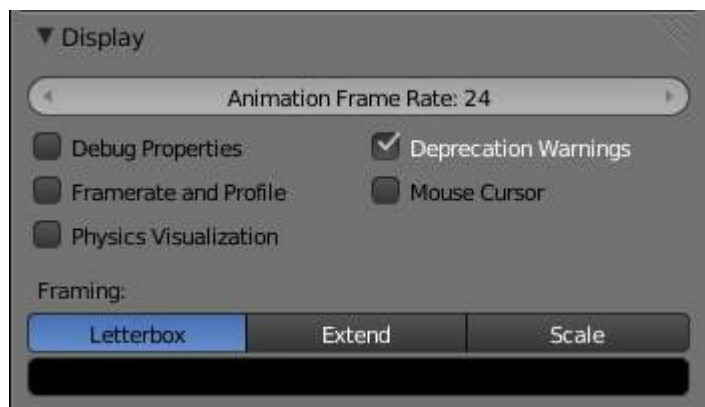 Display
Animation Frame Rate: 24
Debug Properties
Deprecation Warnings
Framerate and Profile
Mouse Cursor
Physics Visualization
Framing:
Letterbox
Extend
Scale